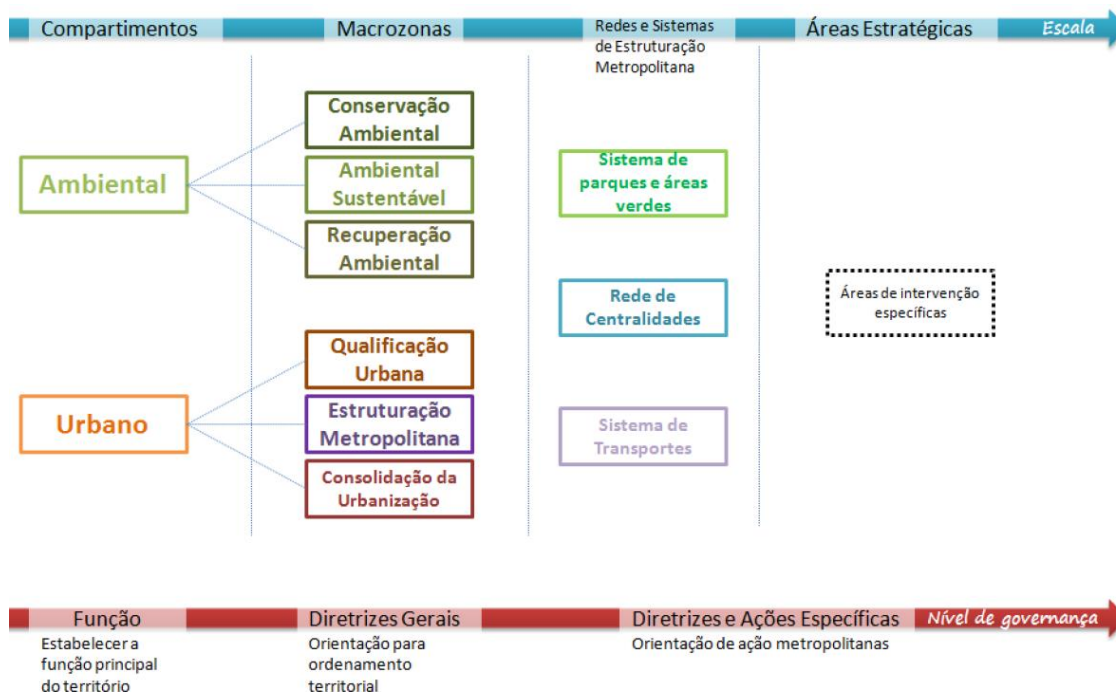 Compartimentos
Macrozonas
Redes e Sistemas
de Estruturação
Metropolitana
Áreas Estratégicas
Escala
Ambiental
Conservação
Ambiental
Ambiental
Sustentável
Recuperação
Ambiental
Sistema de
parques e áreas
verdes
Rede de
Centralidades
Áreas de intervenção
específicas
Urbano
Qualificação
Urbana
Estruturação
Metropolitana
Consolidação da
Urbanização
Sistema de
Transportes
Função
Diretrizes Gerais
Diretrizes e Ações Específicas
Nível de governança
Estabelecer a
função principal
do território
Orientação para
ordenamento
territorial
Orientação de ação metropolitanas